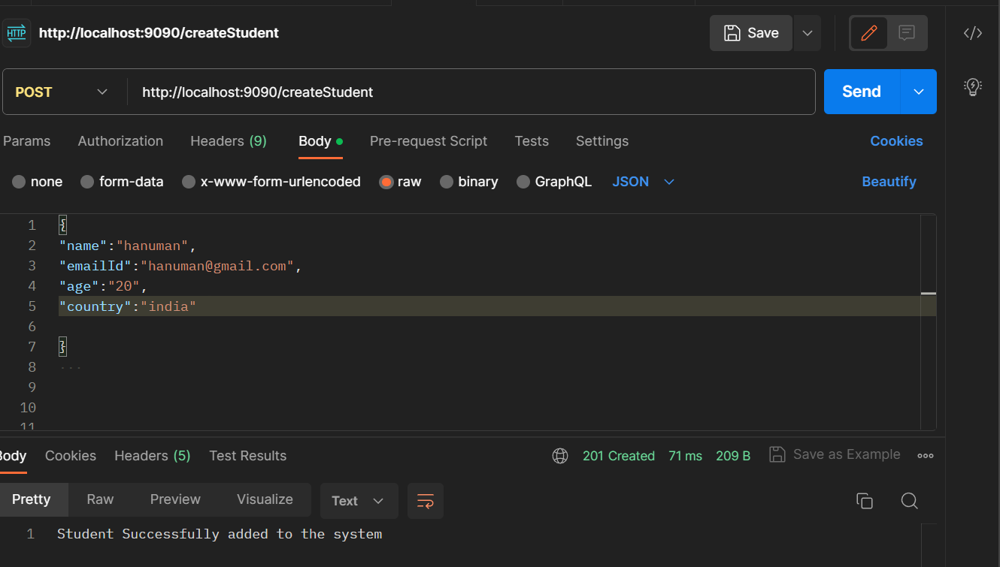 HTTP http://localhost:9090/createStudent Save
POST http://localhost:9090/createStudent Send
Params Authorization Headers (9) Body Pre-request Script Tests Settings Cookies
none form-data x-www-form-urlencoded raw binary GraphQL JSON Beautify
1 {
2 "name":"hanuman",
3 "emailId":"hanuman@gmail.com",
4 "age":"20",
5 "country":"india"
6
7 }
8
9
10
11
Body Cookies Headers (5) Test Results 201 Created 71 ms 209 B Save as Example
Pretty Raw Preview Visualize Text
1 Student Successfully added to the system